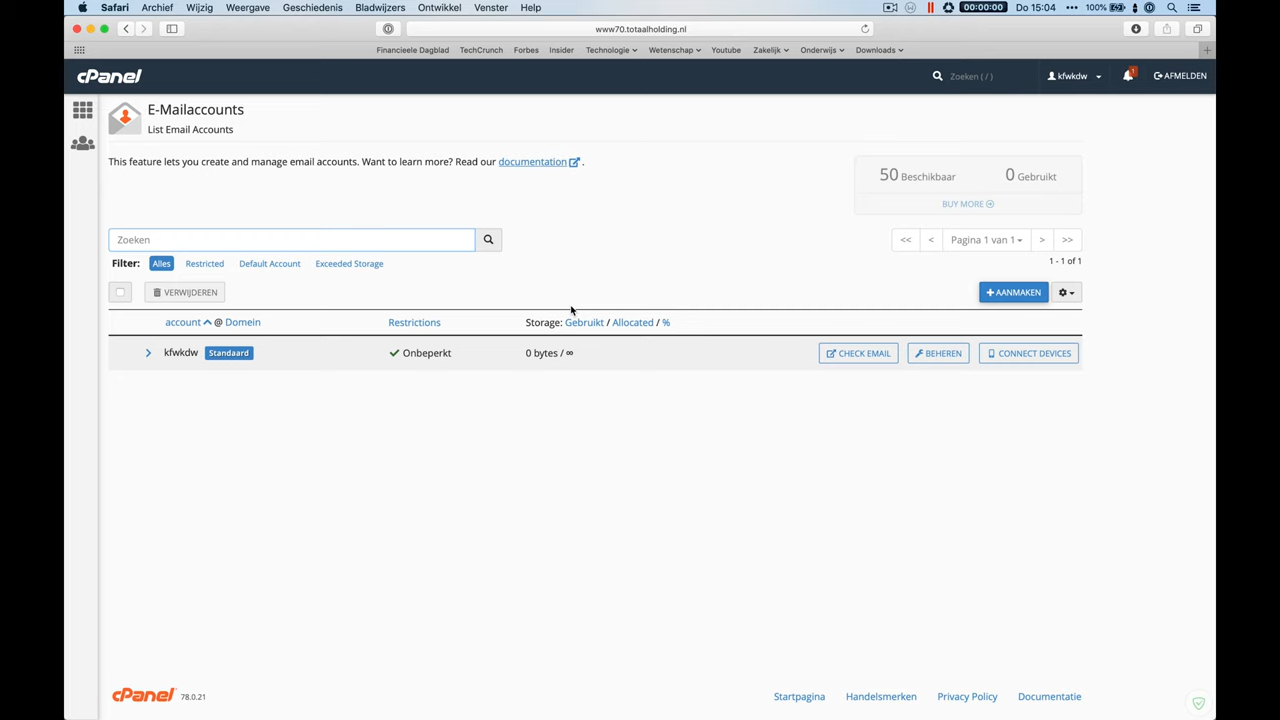 Safari Archief Wijzig Weergave Geschiedenis Bladwijzers Ontwikkel Venster Help 00:00:00 100% Do 15:04
www70.totaalholding.nl
Financieele Dagblad TechCrunch Forbes Insider Technologie Wetenschap Youtube Zakelijk Onderwijs Downloads
cPanel Zoeken ( / ) kfwkdw 1 AFMELDEN
E-Mailaccounts
List Email Accounts
This feature lets you create and manage email accounts. Want to learn more? Read our documentation .
50 Beschikbaar 0 Gebruikt
BUY MORE
Zoeken << < Pagina 1 van 1 > >>
Filter: Alles Restricted Default Account Exceeded Storage 1 - 1 of 1
VERWIJDEREN + AANMAKEN
account @ Domein Restrictions Storage: Gebruikt / Allocated / %
kfwkdw Standaard Onbeperkt 0 bytes / ∞ CHECK EMAIL BEHEREN CONNECT DEVICES
cPanel 78.0.21 Startpagina Handelsmerken Privacy Policy Documentatie